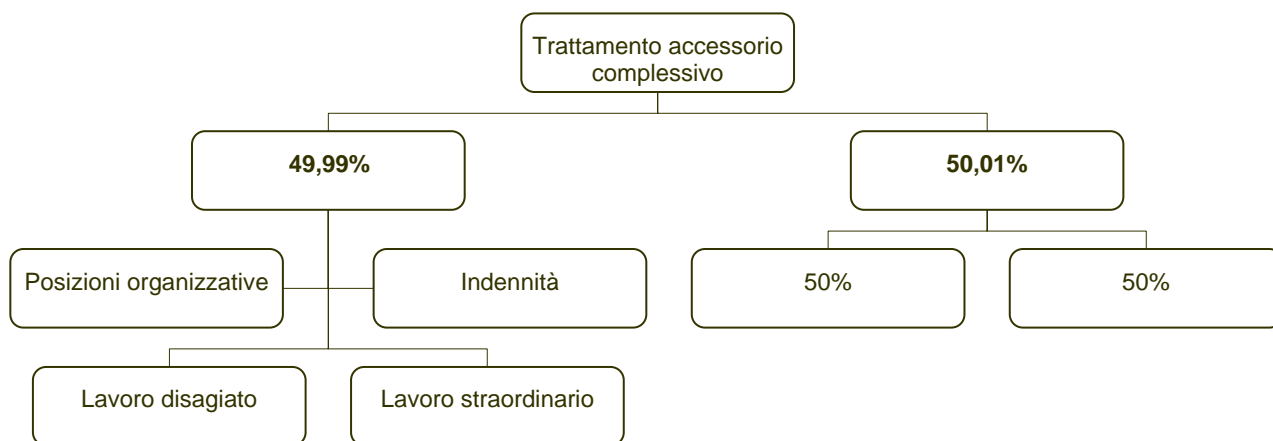 Trattamento accessorio
complessivo
49,99%
50,01%
Posizioni organizzative
Indennità
50%
50%
Lavoro disagiato
Lavoro straordinario